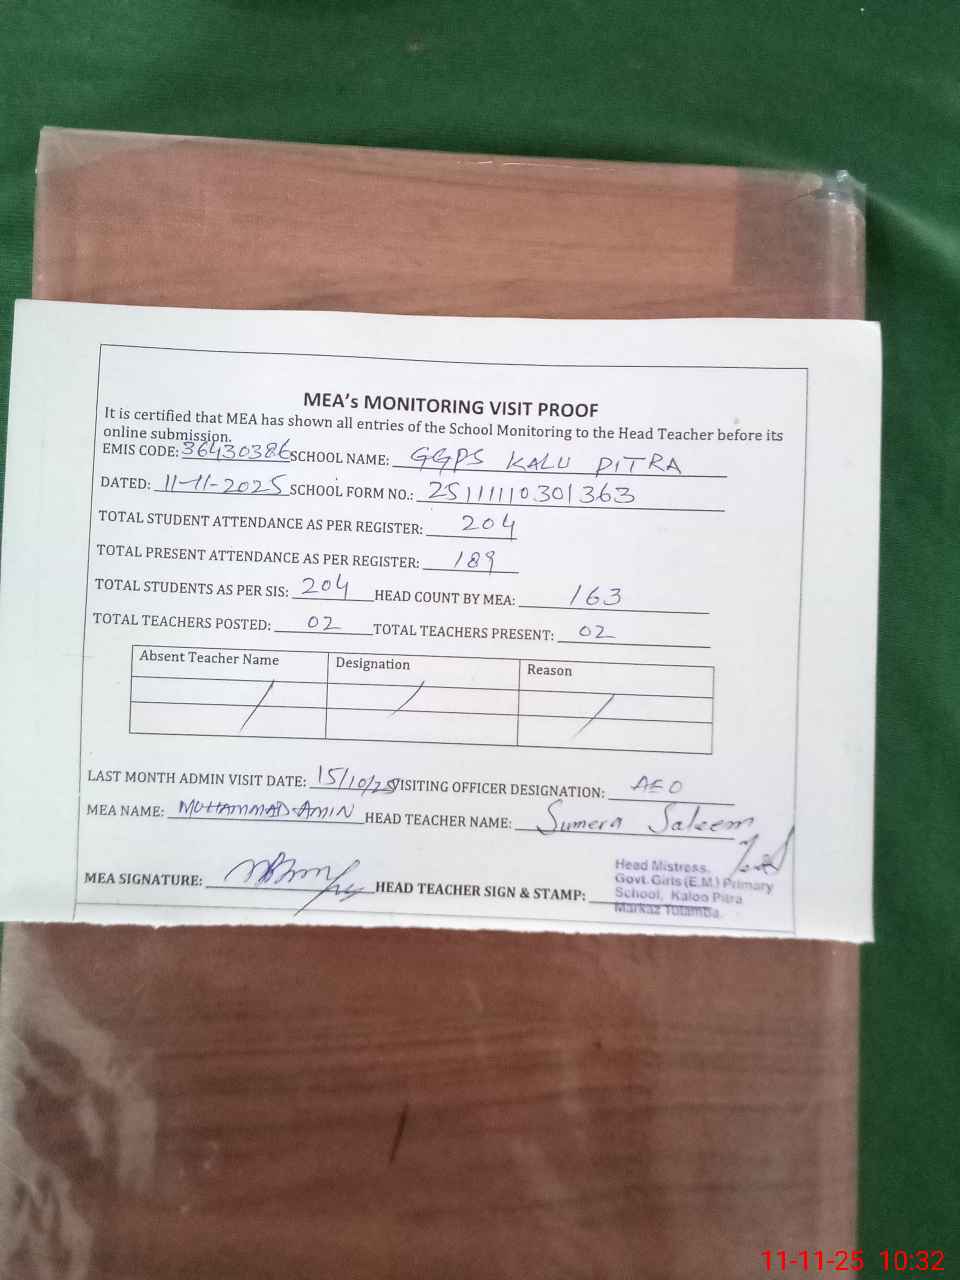 MEA's MONITORING VISIT PROOF
It is certified that MEA has shown all entries of the School Monitoring to the Head Teacher before its
online submission.
EMIS CODE: 36430386 SCHOOL NAME: GGPS KALU PITRA
DATED: 11-11-2025 SCHOOL FORM NO.: 25111110301363
TOTAL STUDENT ATTENDANCE AS PER REGISTER: 204
TOTAL PRESENT ATTENDANCE AS PER REGISTER: 189
TOTAL STUDENTS AS PER SIS: 204 HEAD COUNT BY MEA: 163
TOTAL TEACHERS POSTED: 02 TOTAL TEACHERS PRESENT: 02
Absent Teacher Name Designation Reason
LAST MONTH ADMIN VISIT DATE: 15/10/25 VISITING OFFICER DESIGNATION: AEO
MEA NAME: MUHAMMAD AMIN HEAD TEACHER NAME: Sumera Saleem
MEA SIGNATURE: HEAD TEACHER SIGN & STAMP:
Head Mistress.
Govt. Girls (E.M.) Primary
School, Kaloo Pitra
Markaz Tulamba.
11-11-25 10:32